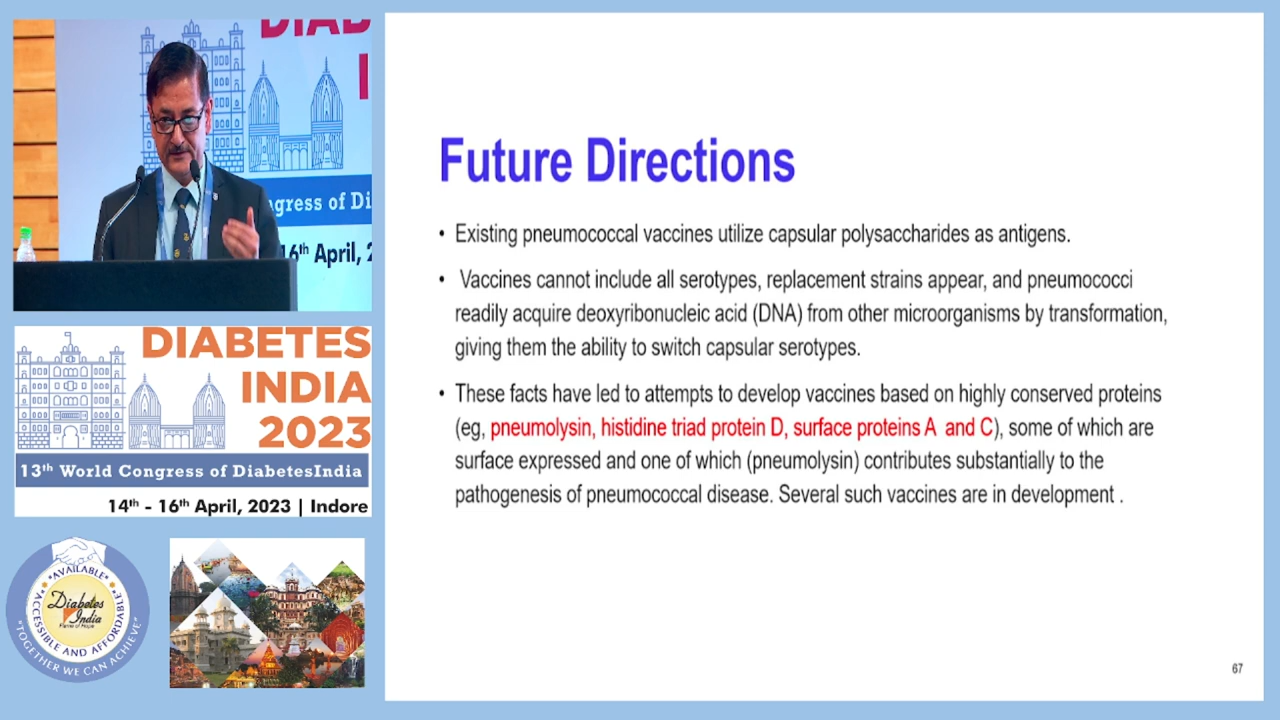 DIAB
I
ngress of Di
16th April, 2
DIABETES
INDIA
2023
13th World Congress of DiabetesIndia
14th - 16th April, 2023 | Indore
"AVAILABLE"
"ACCESSIBLE AND AFFORDABLE"
Diabetes
India
Flame of Hope
"TOGETHER WE CAN ACHIEVE"
Future Directions
• Existing pneumococcal vaccines utilize capsular polysaccharides as antigens.
• Vaccines cannot include all serotypes, replacement strains appear, and pneumococci
readily acquire deoxyribonucleic acid (DNA) from other microorganisms by transformation,
giving them the ability to switch capsular serotypes.
• These facts have led to attempts to develop vaccines based on highly conserved proteins
(eg, pneumolysin, histidine triad protein D, surface proteins A and C), some of which are
surface expressed and one of which (pneumolysin) contributes substantially to the
pathogenesis of pneumococcal disease. Several such vaccines are in development .
67